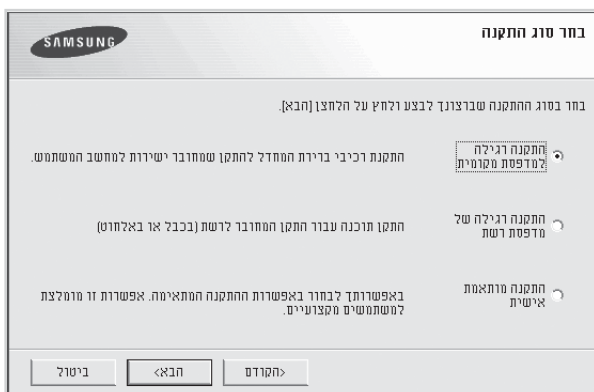 SAMSUNG
בחר סוג התקנה
בחר בסוג ההתקנה שברצונך לבצע ולחץ על הלחצן [הבא].
התקנה רגילה
למדפסת מקומית
התקנת רכיבי ברירת המחדל להתקן שמחובר ישירות למחשב המשתמש.
התקנה רגילה של
מדפסת רשת
התקן תוכנה עבור התקן המחובר לרשת (בכבל או באלחוט)
התקנה מותאמת
אישית
באפשרותך לבחור באפשרות ההתקנה המתאימה. אפשרות זו מומלצת
למשתמשים מקצועיים.
<הקודם
הבא>
ביטול